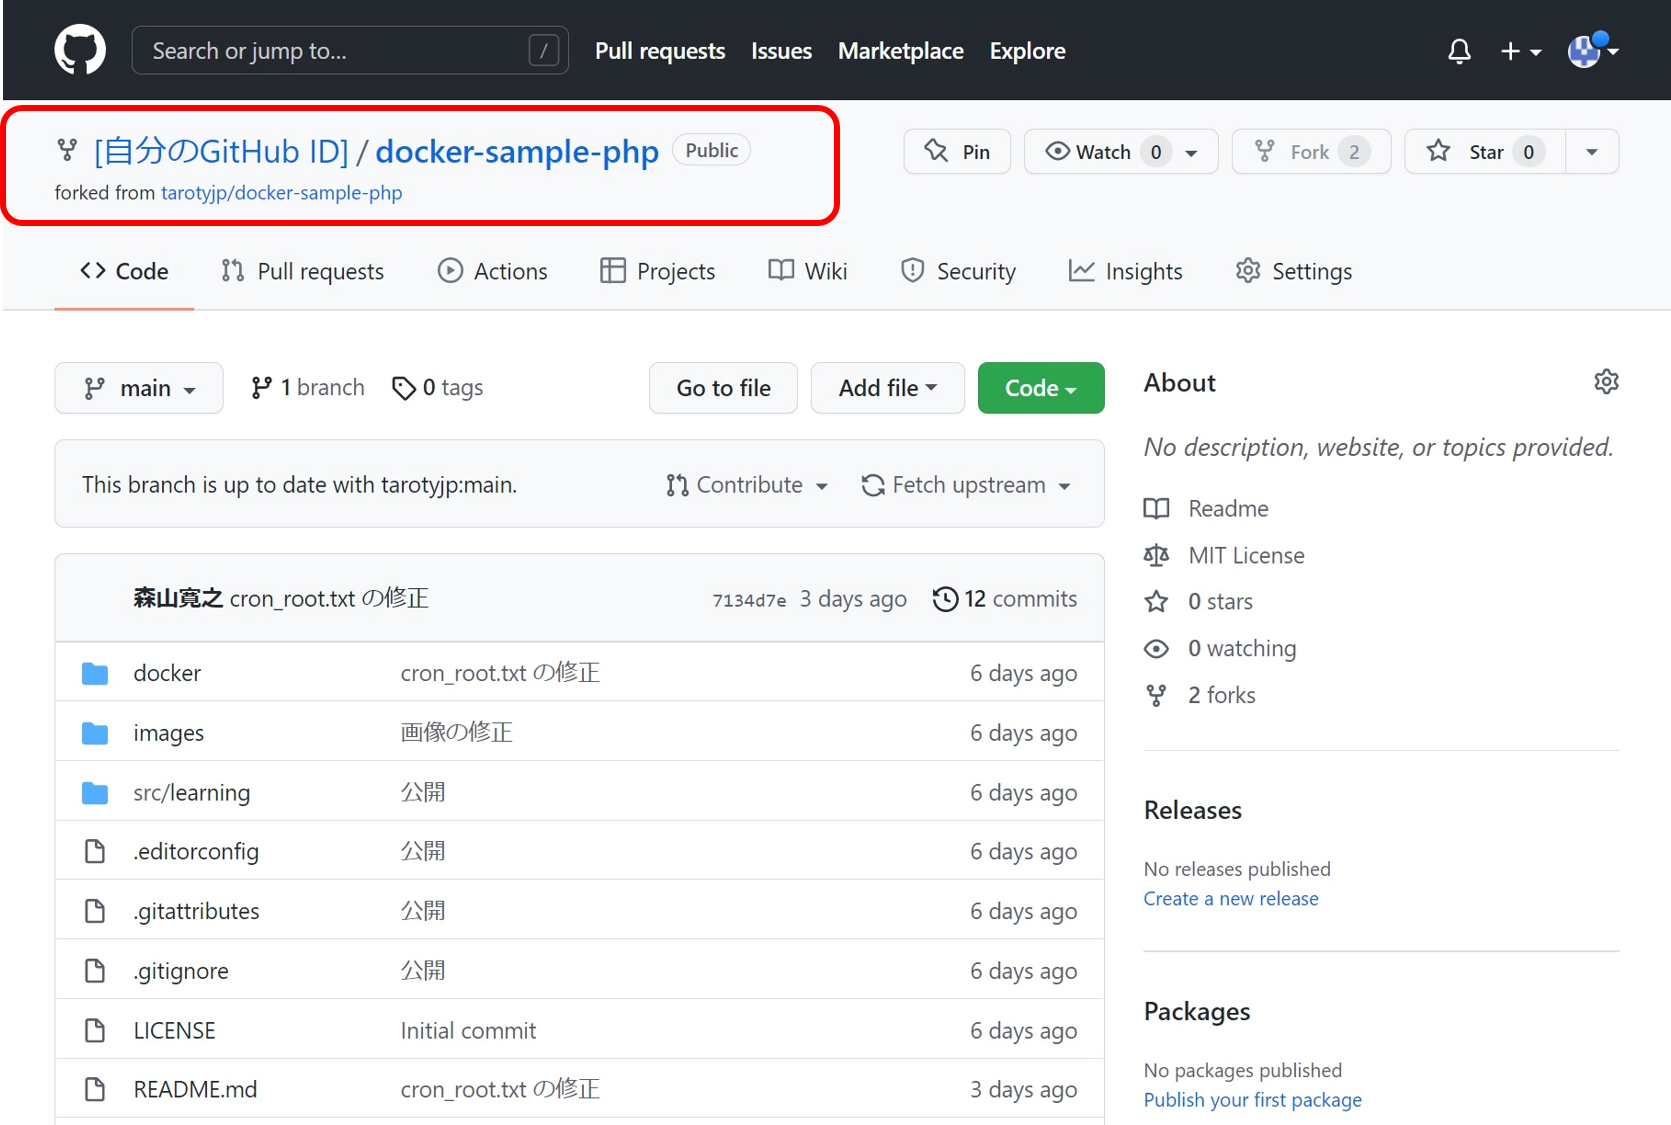 Search or jump to... /
Pull requests Issues Marketplace Explore
[自分のGitHub ID] / docker-sample-php Public
forked from tarotyjp/docker-sample-php
Pin Watch 0 Fork 2 Star 0
Code Pull requests Actions Projects Wiki Security Insights Settings
main 1 branch 0 tags Go to file Add file Code
This branch is up to date with tarotyjp:main. Contribute Fetch upstream
森山寛之 cron_root.txt の修正 7134d7e 3 days ago 12 commits
docker cron_root.txt の修正 6 days ago
images 画像の修正 6 days ago
src/learning 公開 6 days ago
.editorconfig 公開 6 days ago
.gitattributes 公開 6 days ago
.gitignore 公開 6 days ago
LICENSE Initial commit 6 days ago
README.md cron_root.txt の修正 3 days ago
About
No description, website, or topics provided.
Readme
MIT License
0 stars
0 watching
2 forks
Releases
No releases published
Create a new release
Packages
No packages published
Publish your first package